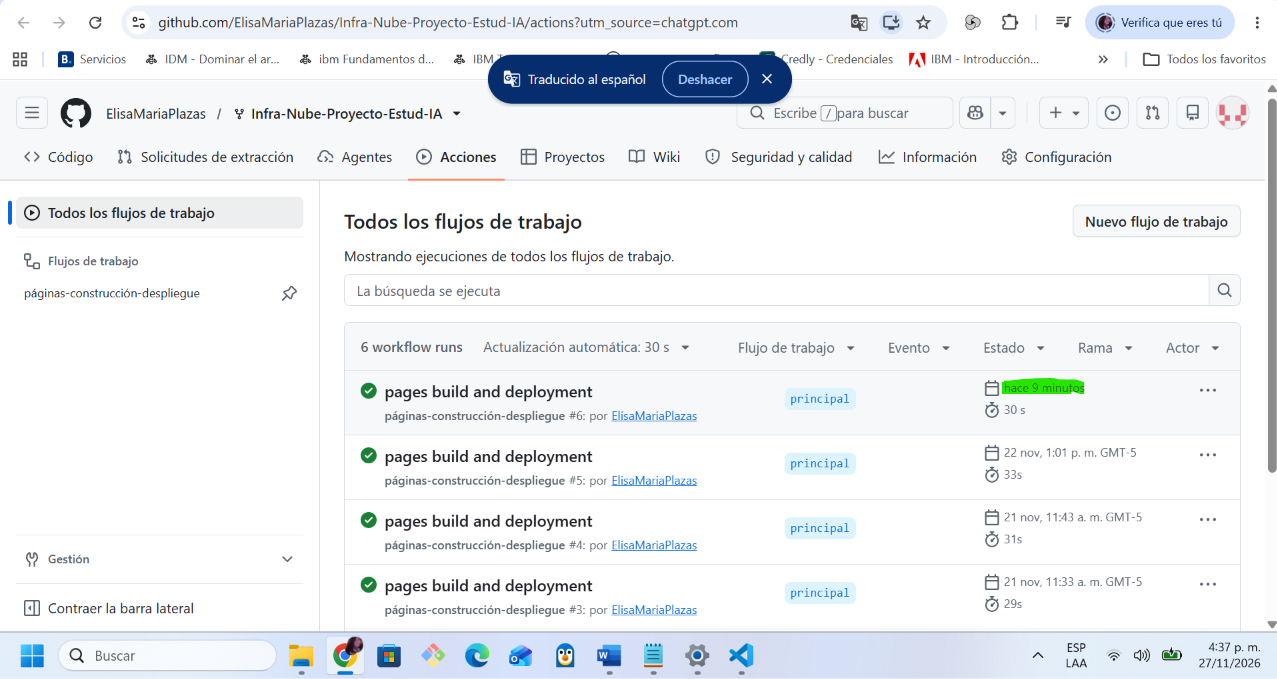 github.com/ElisaMariaPlazas/Infra-Nube-Proyecto-Estud-IA/actions?utm_source=chatgpt.com
Verifica que eres tú
B. Servicios
IDM - Dominar el ar...
ibm Fundamentos d...
IBM
Credly - Credenciales
IBM - Introducción...
»
Todos los favoritos
Traducido al español
Deshacer
ElisaMariaPlazas / Infra-Nube-Proyecto-Estud-IA
Escribe / para buscar
Código
Solicitudes de extracción
Agentes
Acciones
Proyectos
Wiki
Seguridad y calidad
Información
Configuración
Todos los flujos de trabajo
Flujos de trabajo
páginas-construcción-despliegue
Gestión
Contraer la barra lateral
Todos los flujos de trabajo
Nuevo flujo de trabajo
Mostrando ejecuciones de todos los flujos de trabajo.
La búsqueda se ejecuta
6 workflow runs
Actualización automática: 30 s
Flujo de trabajo
Evento
Estado
Rama
Actor
pages build and deployment
páginas-construcción-despliegue #6: por ElisaMariaPlazas
principal
hace 9 minutos
30 s
pages build and deployment
páginas-construcción-despliegue #5: por ElisaMariaPlazas
principal
22 nov, 1:01 p. m. GMT-5
33s
pages build and deployment
páginas-construcción-despliegue #4: por ElisaMariaPlazas
principal
21 nov, 11:43 a. m. GMT-5
31s
pages build and deployment
páginas-construcción-despliegue #3: por ElisaMariaPlazas
principal
21 nov, 11:33 a. m. GMT-5
29s
Buscar
ESP
LAA
4:37 p. m.
27/11/2026